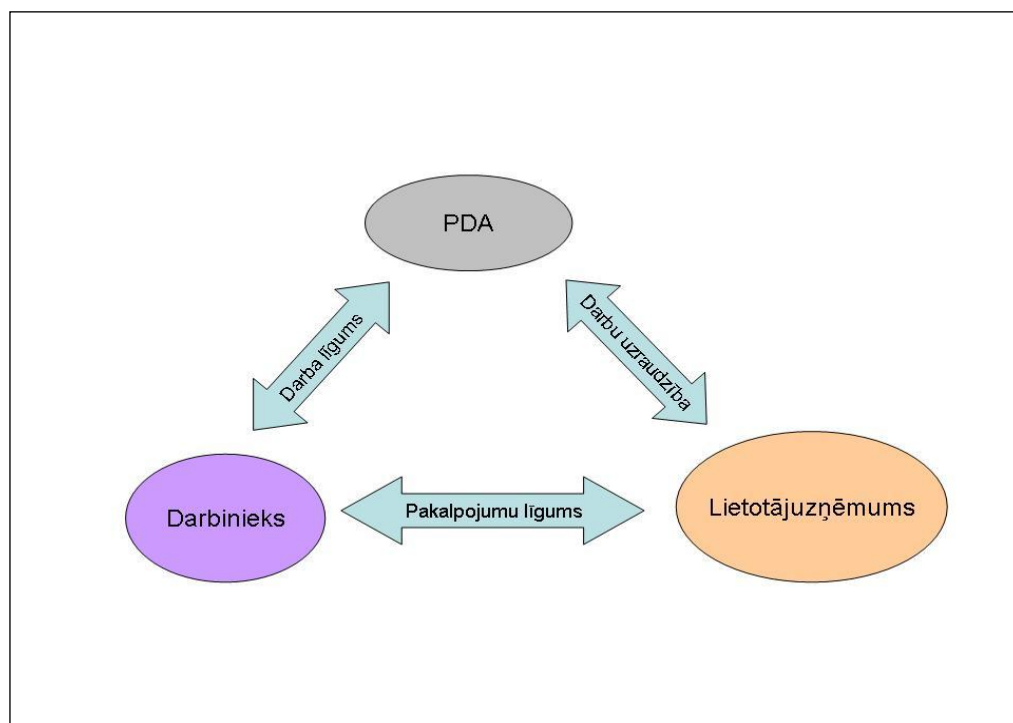 PDA
Darba līgums
Darbu uzraudzība
Darbinieks
Pakalpojumu līgums
Lietotājuzņēmums